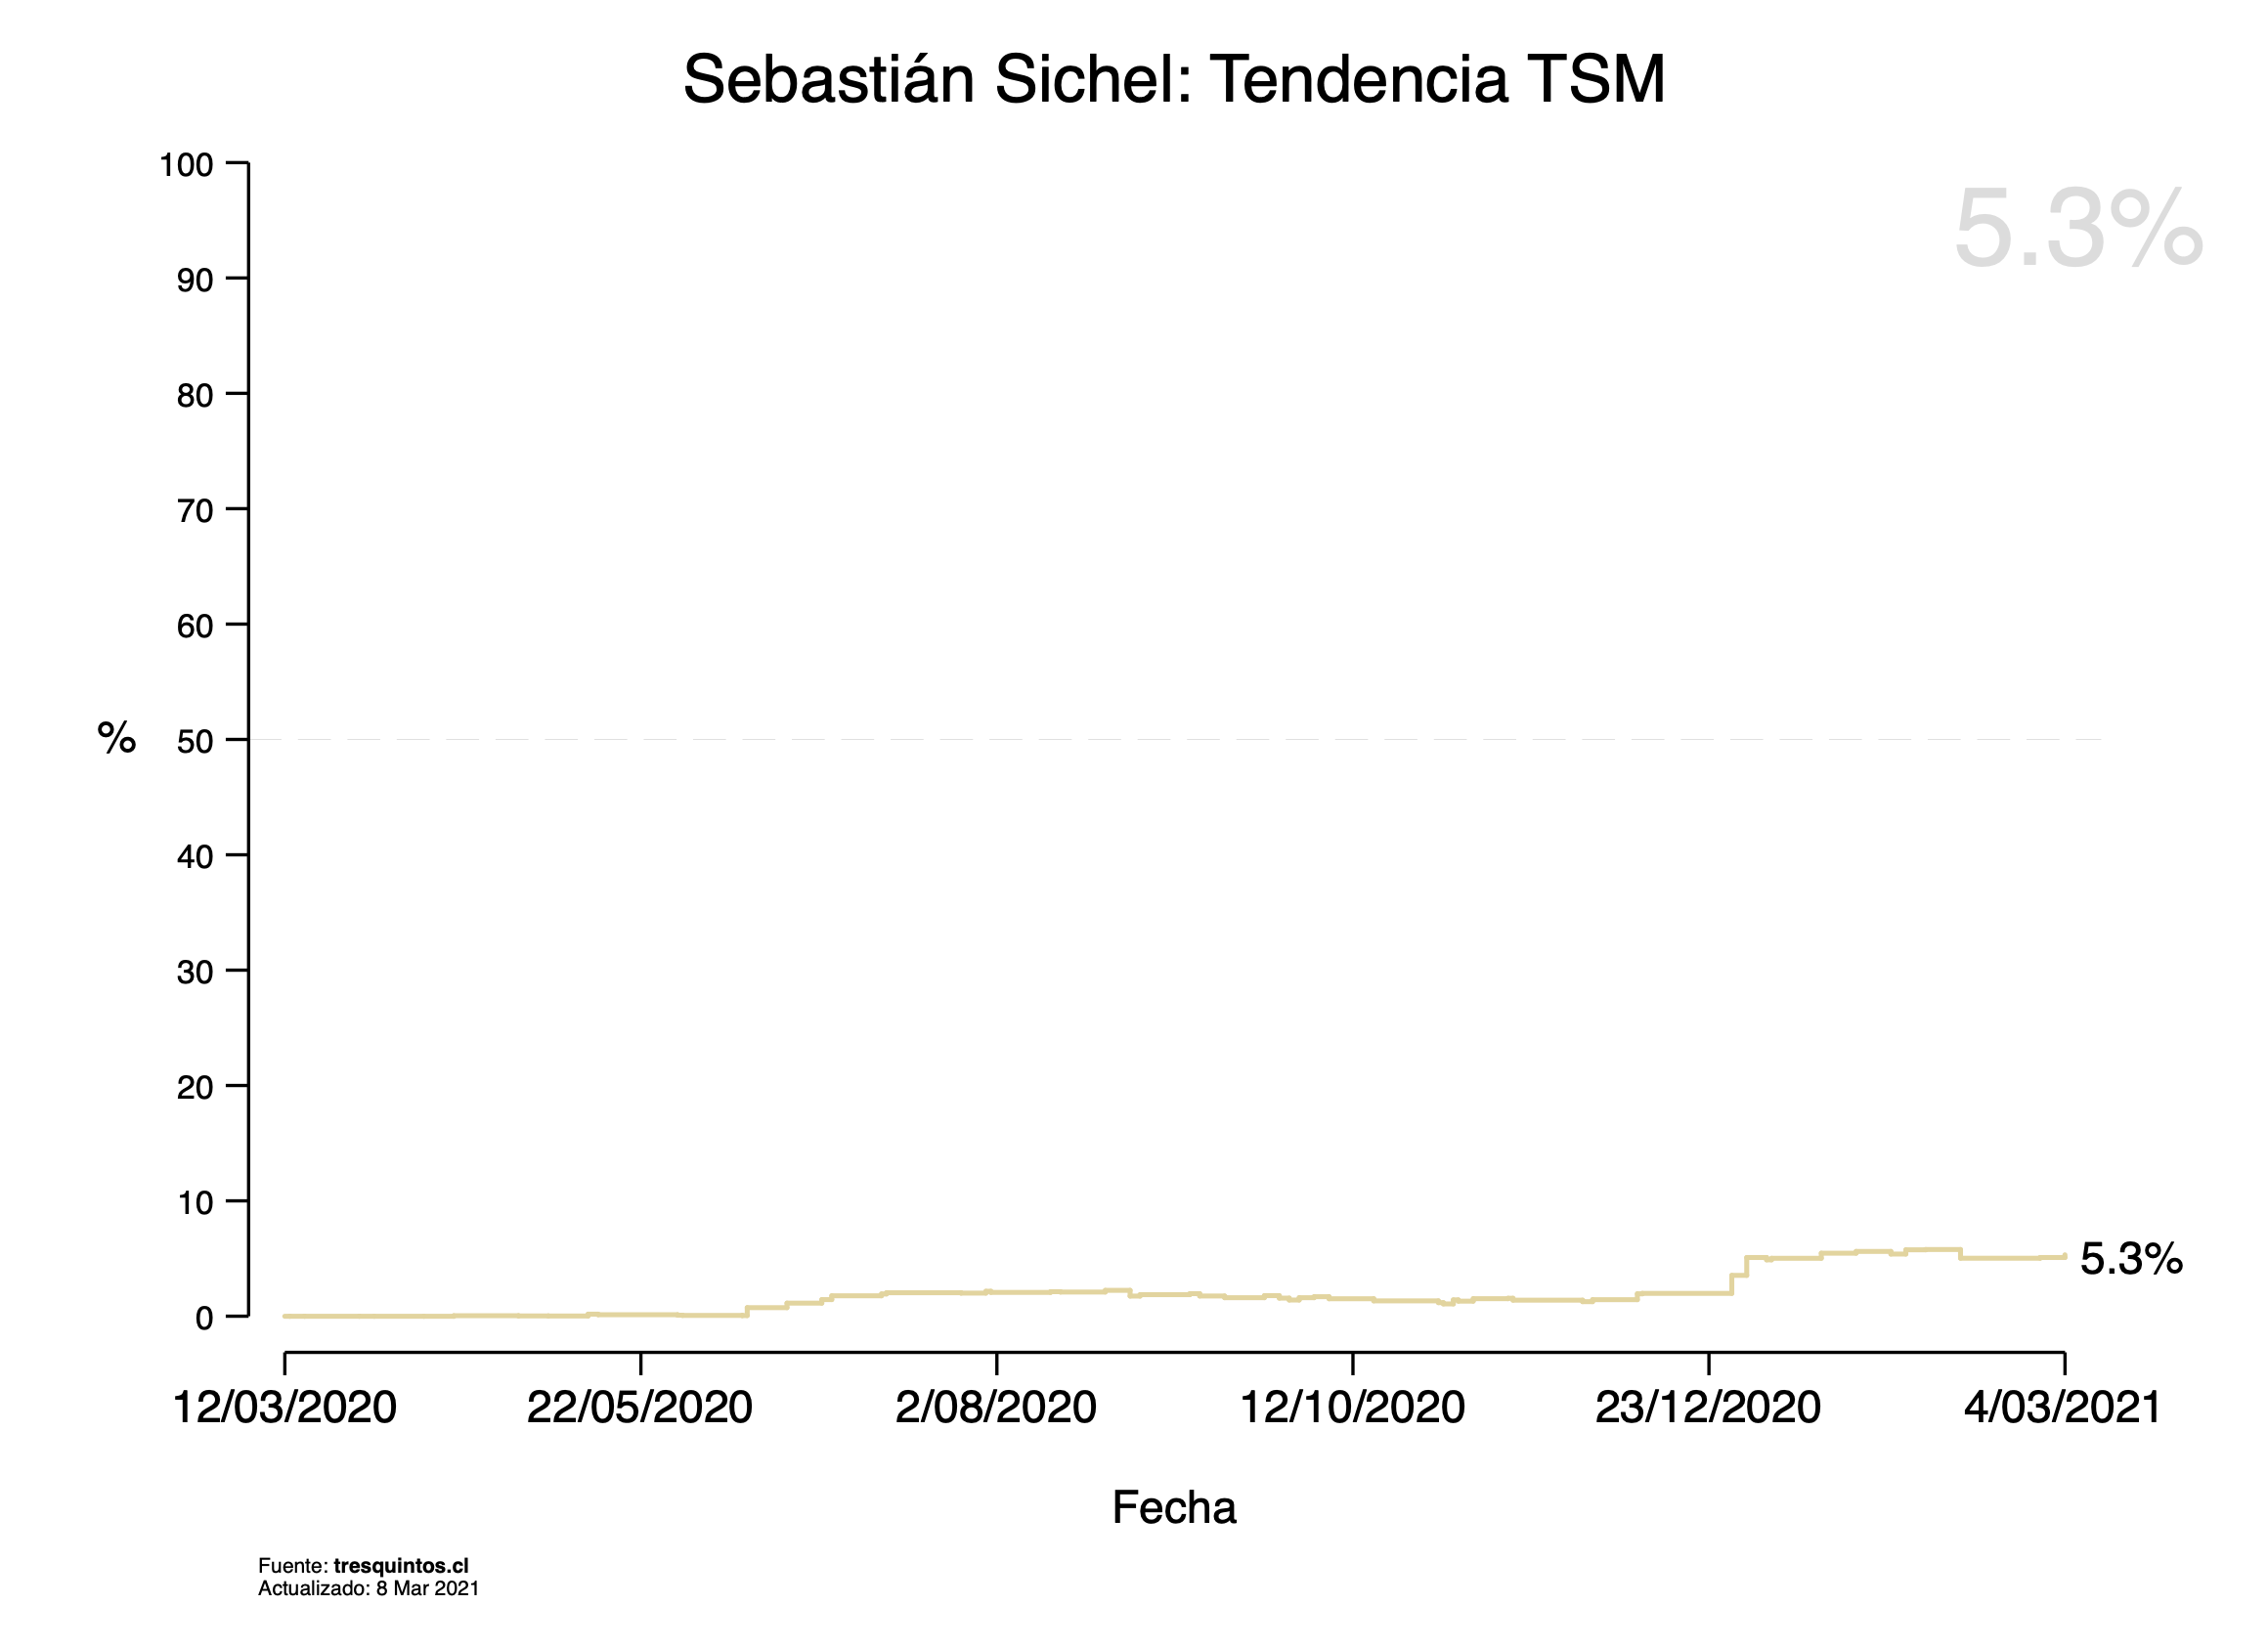 Sebastián Sichel: Tendencia TSM
5.3%
100
90
80
70
60
50
40
30
20
10
0
%
5.3%
12/03/2020 22/05/2020 2/08/2020 12/10/2020 23/12/2020 4/03/2021
Fecha
Fuente: tresquintos.cl
Actualizado: 8 Mar 2021